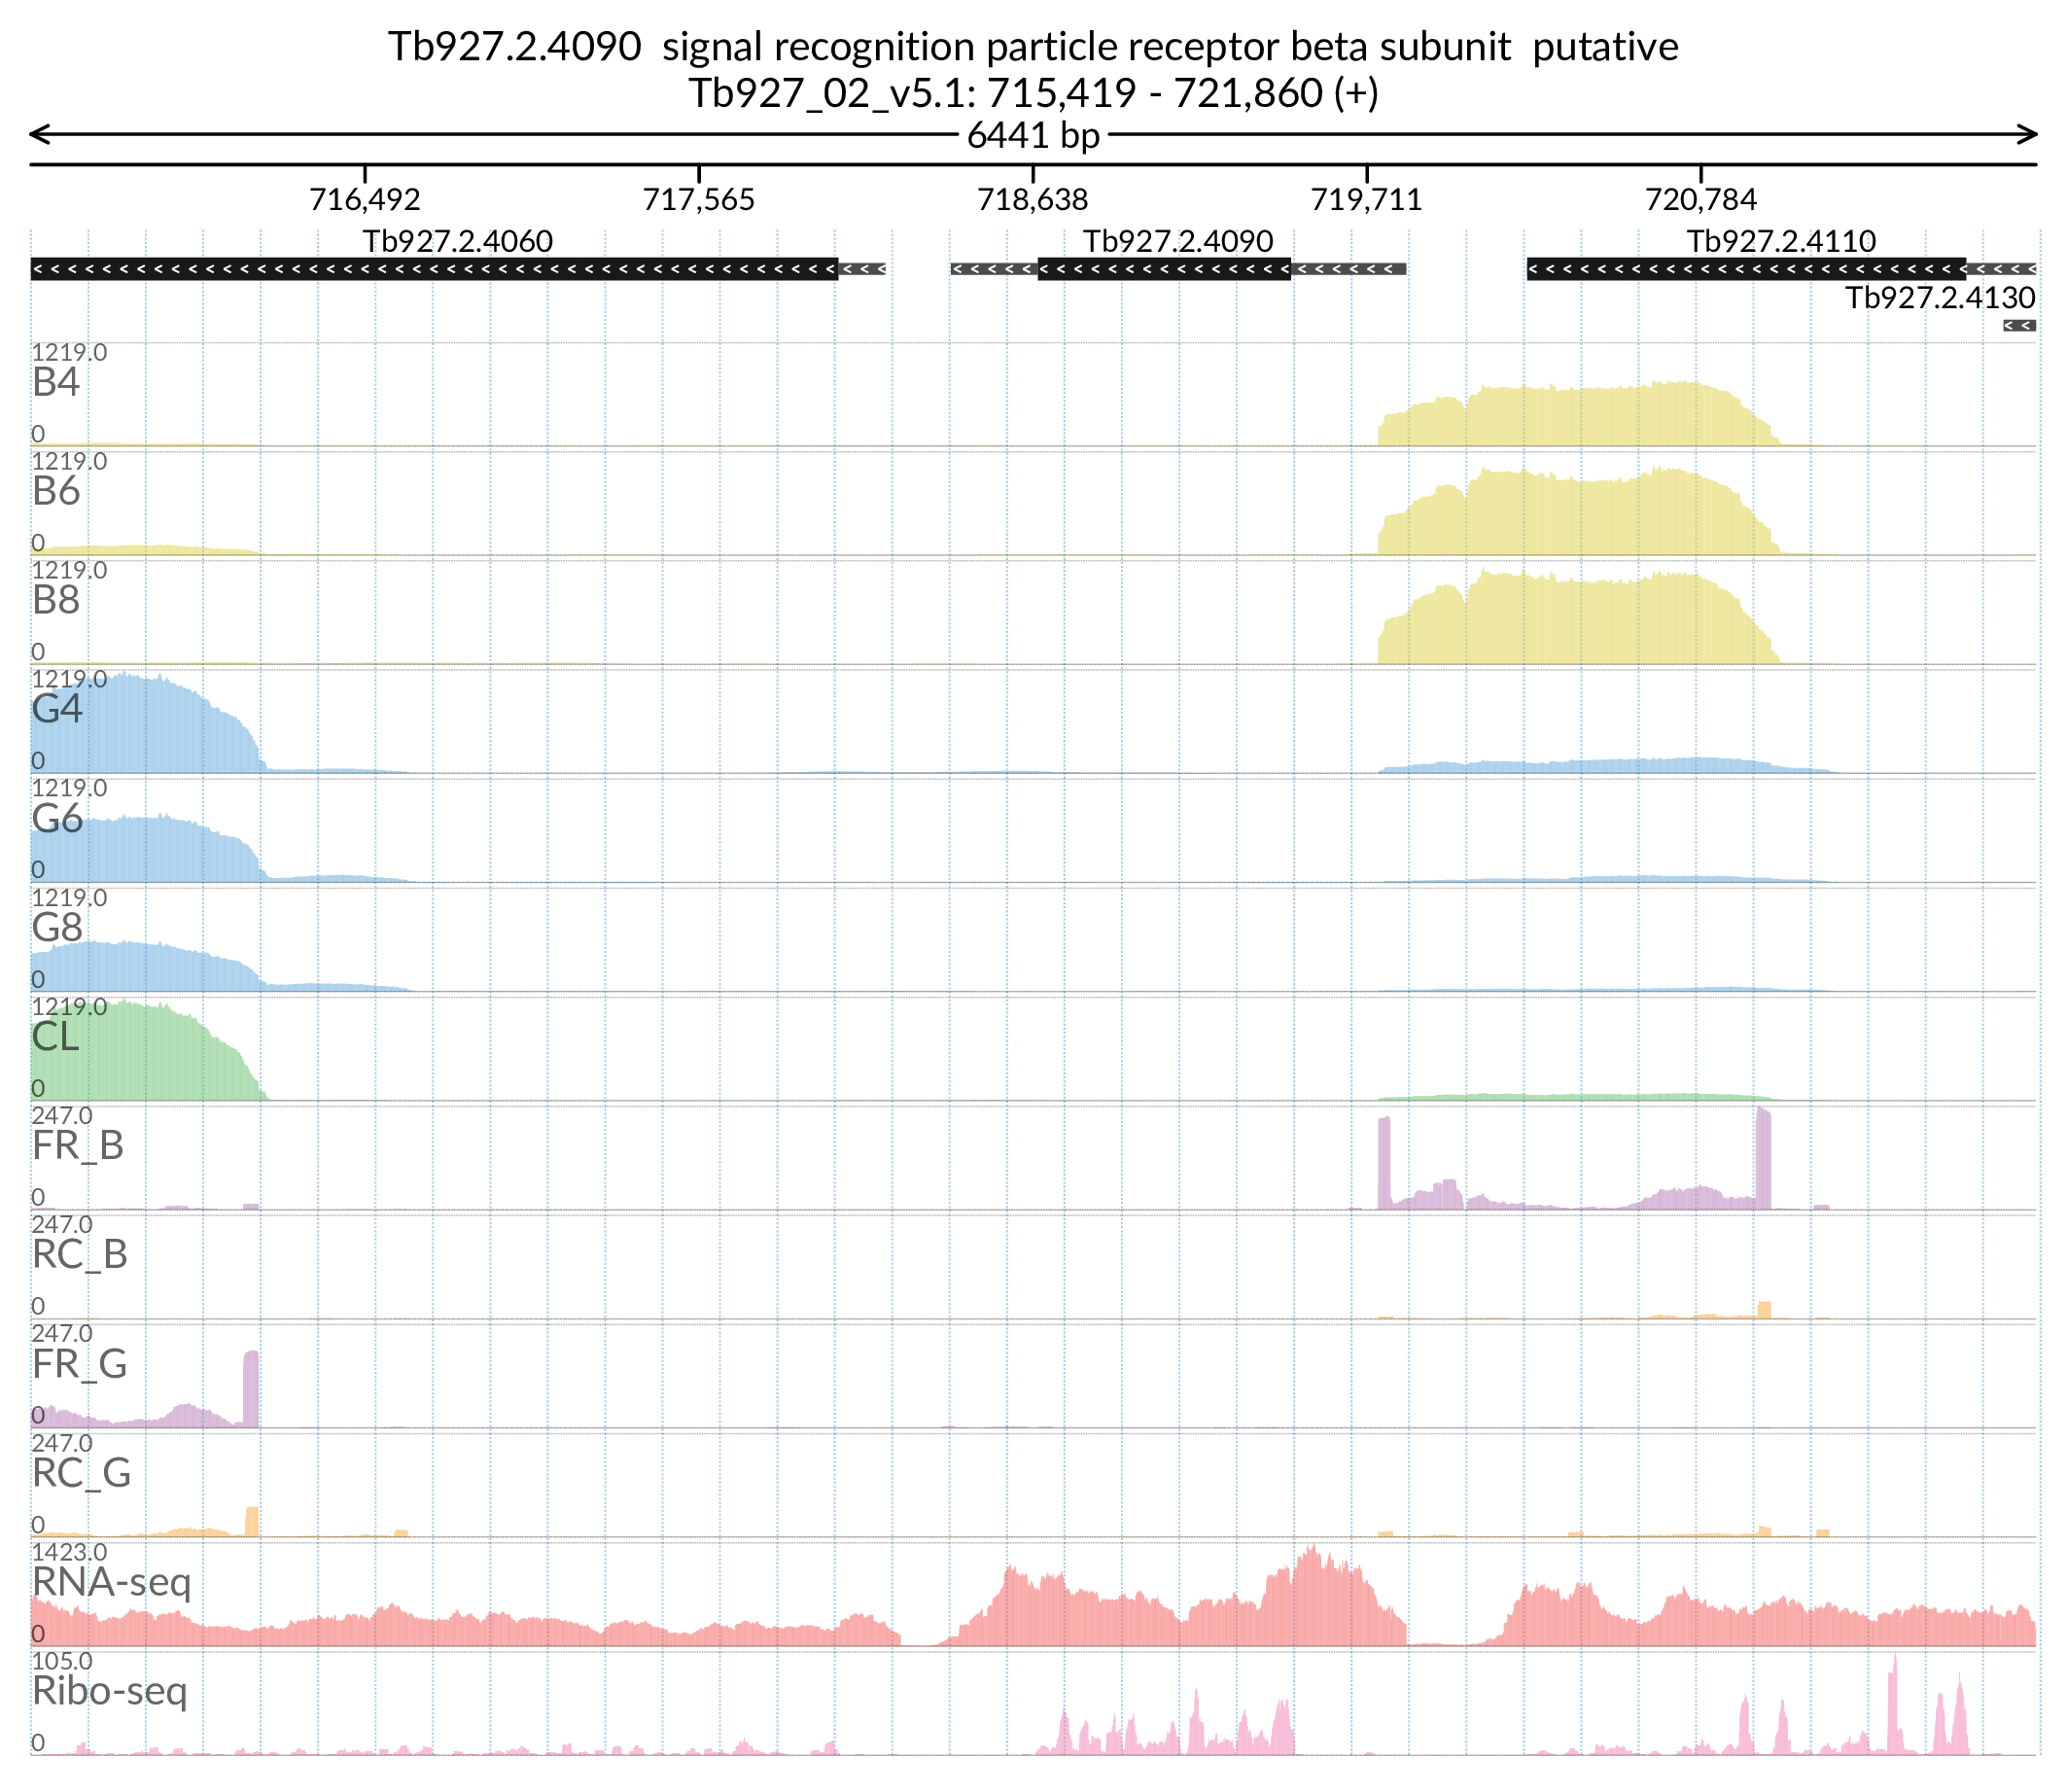 Tb927.2.4090 signal recognition particle receptor beta subunit putative
Tb927_02_v5.1: 715,419 - 721,860 (+)
6441 bp
716,492 717,565 718,638 719,711 720,784
Tb927.2.4060 Tb927.2.4090 Tb927.2.4110
Tb927.2.4130
1219.0
B4
0
1219.0
B6
0
1219.0
B8
0
1219.0
G4
0
1219.0
G6
0
1219.0
G8
0
1219.0
CL
0
247.0
FR_B
0
247.0
RC_B
0
247.0
FR_G
0
247.0
RC_G
0
1423.0
RNA-seq
0
105.0
Ribo-seq
0